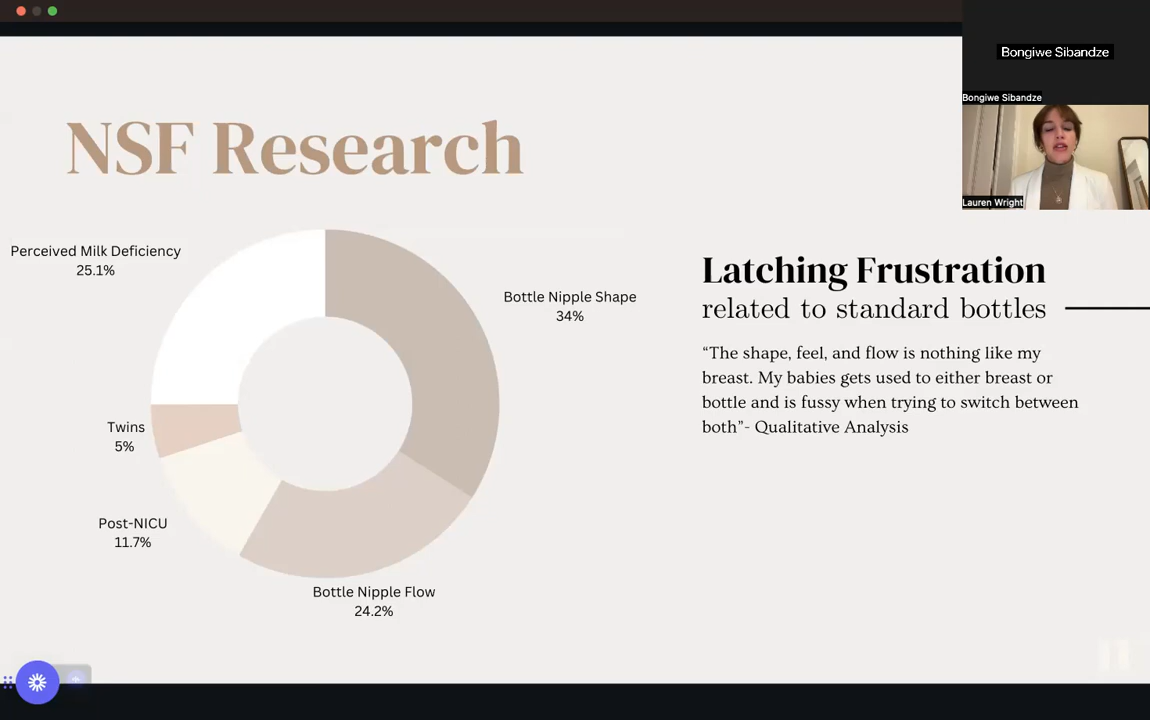 Bongiwe Sibandze
Bongiwe Sibandze
Lauren Wright
NSF Research
Perceived Milk Deficiency
25.1%
Bottle Nipple Shape
34%
Twins
5%
Post-NICU
11.7%
Bottle Nipple Flow
24.2%
Latching Frustration
related to standard bottles
“The shape, feel, and flow is nothing like my
breast. My babies gets used to either breast or
bottle and is fussy when trying to switch between
both”- Qualitative Analysis